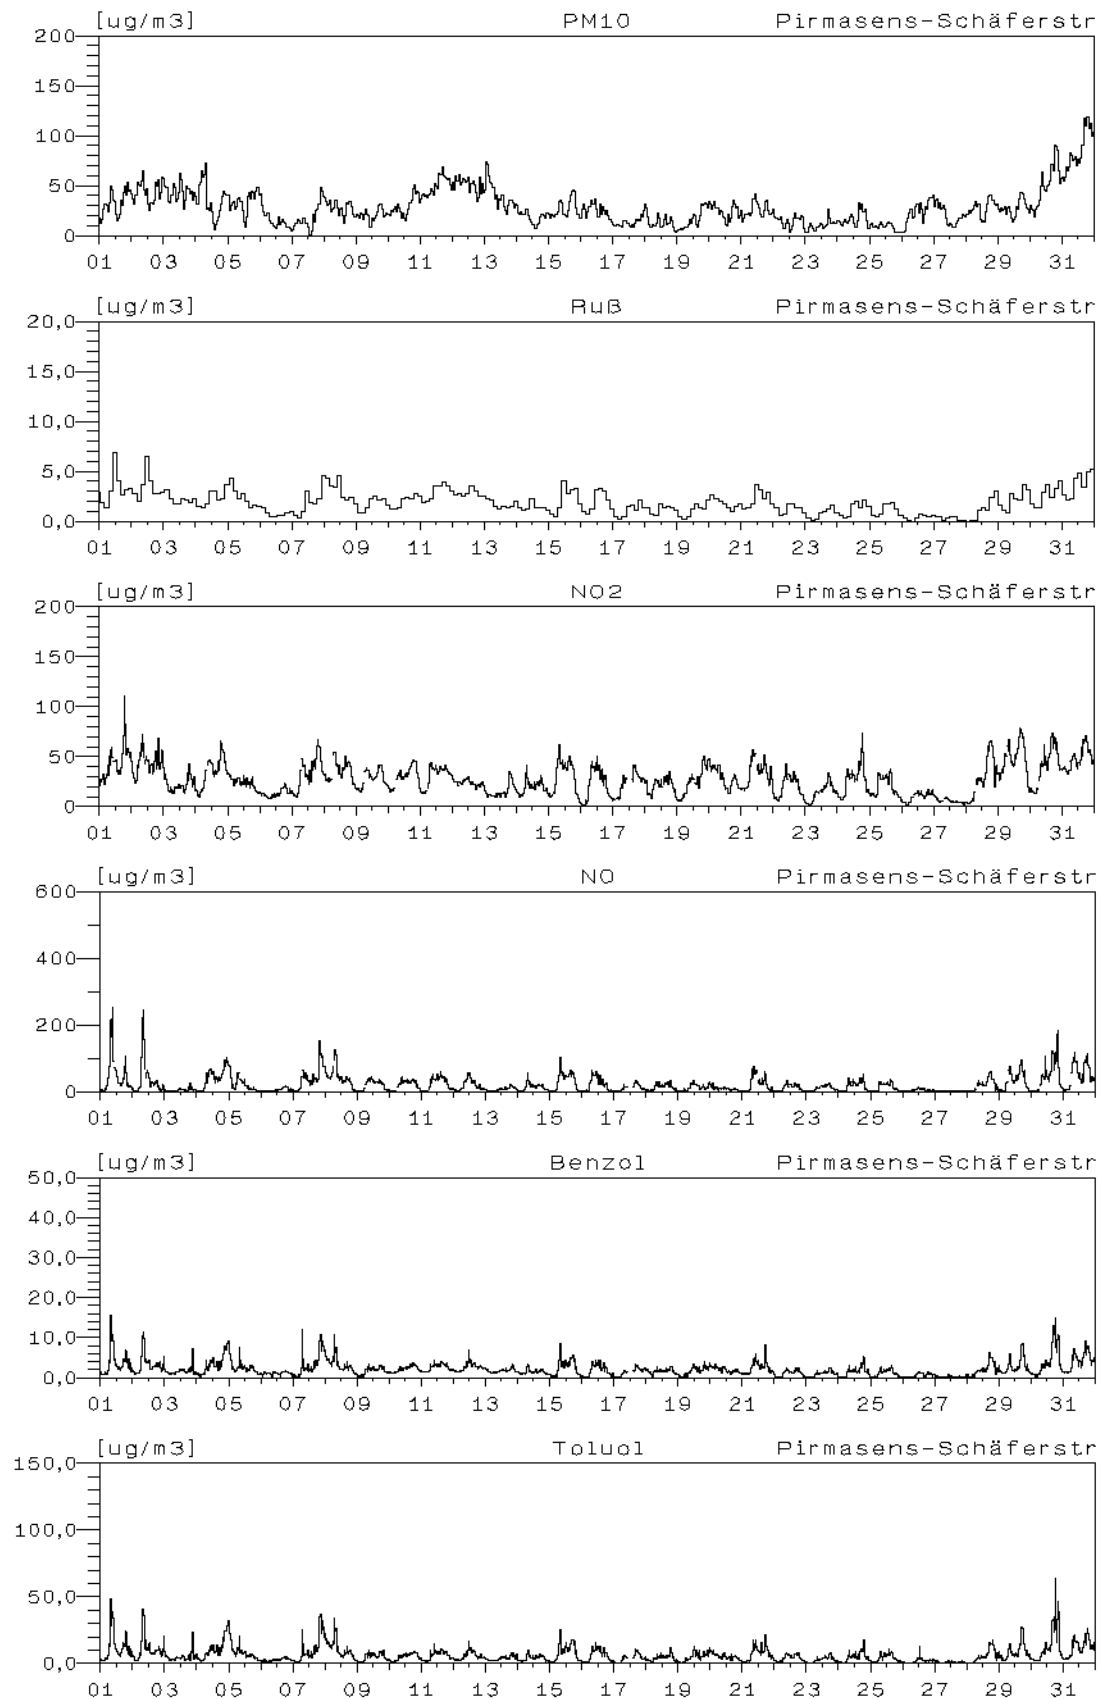 [ug/m3] PM10 Pirmasens-Schäferstr
200
150
100
50
0
01 03 05 07 09 11 13 15 17 19 21 23 25 27 29 31
[ug/m3] Ruß Pirmasens-Schäferstr
20,0
15,0
10,0
5,0
0,0
01 03 05 07 09 11 13 15 17 19 21 23 25 27 29 31
[ug/m3] NO2 Pirmasens-Schäferstr
200
150
100
50
0
01 03 05 07 09 11 13 15 17 19 21 23 25 27 29 31
[ug/m3] NO Pirmasens-Schäferstr
600
400
200
0
01 03 05 07 09 11 13 15 17 19 21 23 25 27 29 31
[ug/m3] Benzol Pirmasens-Schäferstr
50,0
40,0
30,0
20,0
10,0
0,0
01 03 05 07 09 11 13 15 17 19 21 23 25 27 29 31
[ug/m3] Toluol Pirmasens-Schäferstr
150,0
100,0
50,0
0,0
01 03 05 07 09 11 13 15 17 19 21 23 25 27 29 31